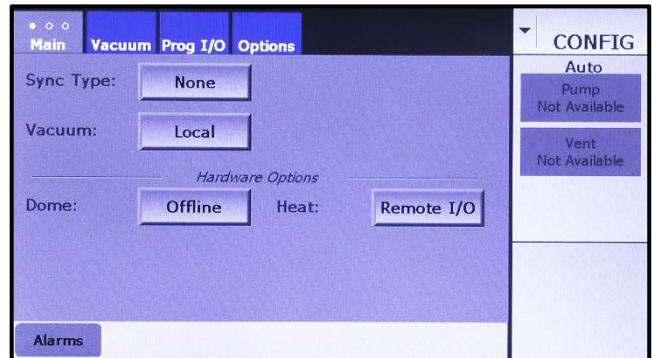 Main Vacuum Prog I/O Options
CONFIG
Sync Type: None
Vacuum: Local
Hardware Options
Dome: Offline Heat: Remote I/O
Auto
Pump
Not Available
Vent
Not Available
Alarms